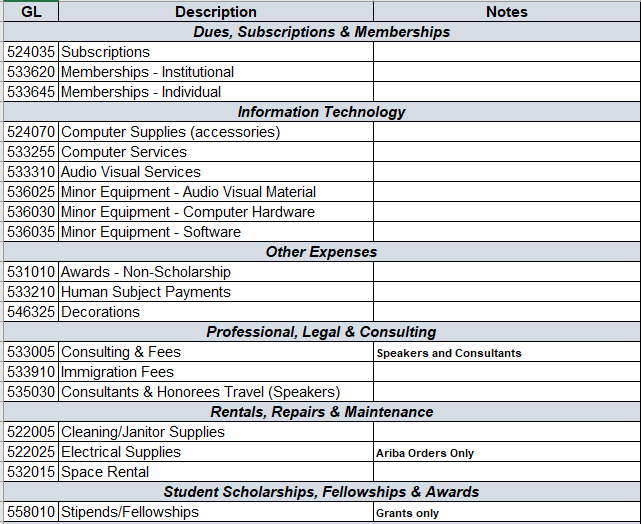 GL Description Notes
Dues, Subscriptions & Memberships
524035 Subscriptions
533620 Memberships - Institutional
533645 Memberships - Individual
Information Technology
524070 Computer Supplies (accessories)
533255 Computer Services
533310 Audio Visual Services
536025 Minor Equipment - Audio Visual Material
536030 Minor Equipment - Computer Hardware
536035 Minor Equipment - Software
Other Expenses
531010 Awards - Non-Scholarship
533210 Human Subject Payments
546325 Decorations
Professional, Legal & Consulting
533005 Consulting & Fees Speakers and Consultants
533910 Immigration Fees
535030 Consultants & Honorees Travel (Speakers)
Rentals, Repairs & Maintenance
522005 Cleaning/Janitor Supplies
522025 Electrical Supplies Ariba Orders Only
532015 Space Rental
Student Scholarships, Fellowships & Awards
558010 Stipends/Fellowships Grants only